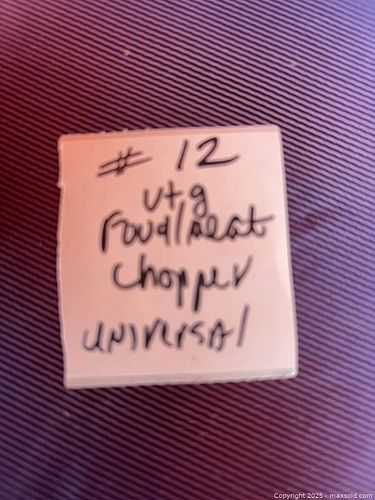 # 12
vtg
Food/Meat
Chopper
UNIVERSAl
Copyright 2025 - maxsold.com